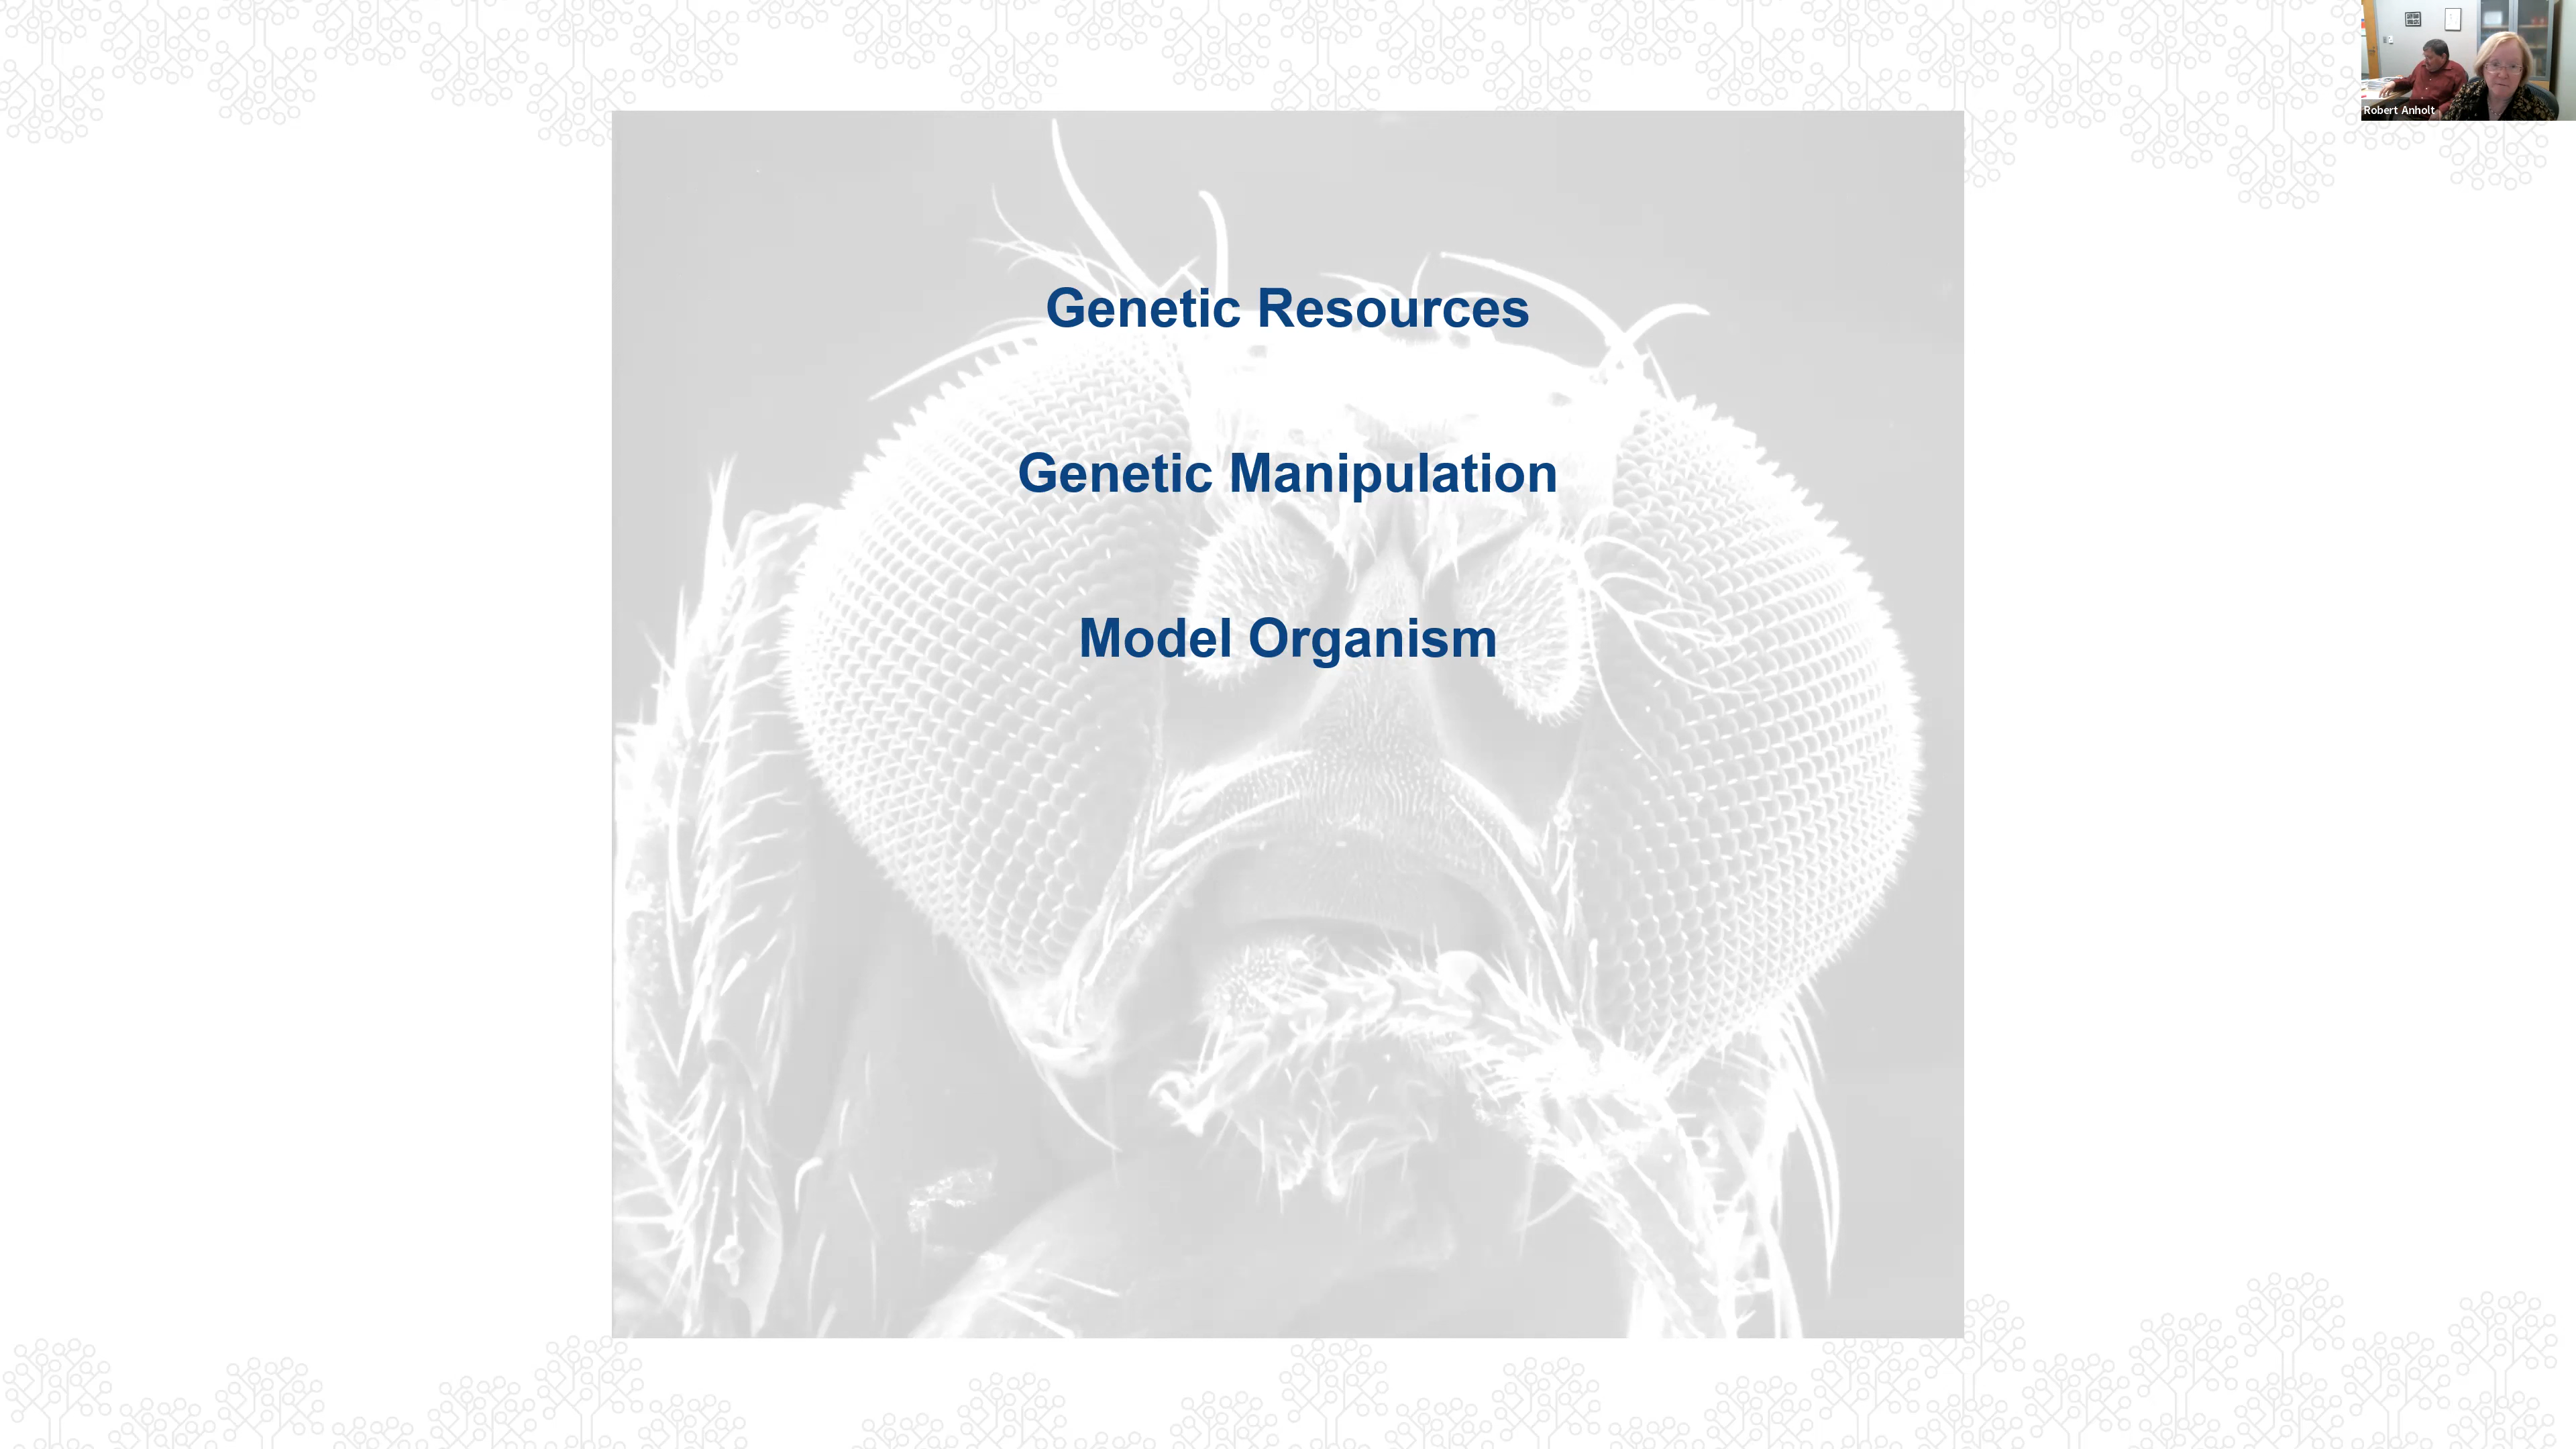 Genetic Resources
Genetic Manipulation
Model Organism
Robert Anholt